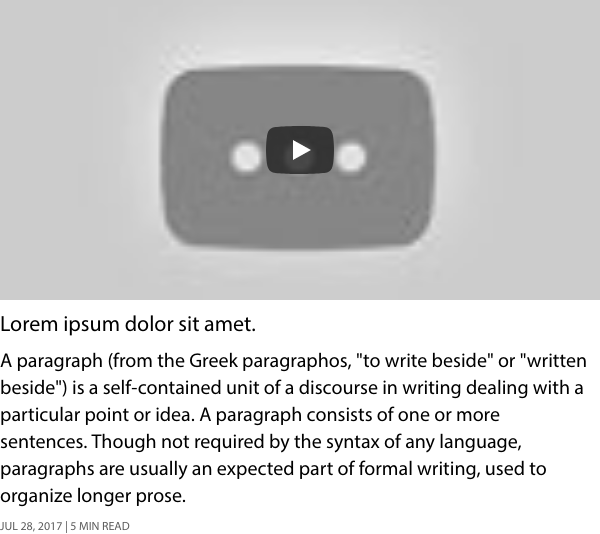 Lorem ipsum dolor sit amet.
A paragraph (from the Greek paragraphos, "to write beside" or "written
beside") is a self-contained unit of a discourse in writing dealing with a
particular point or idea. A paragraph consists of one or more
sentences. Though not required by the syntax of any language,
paragraphs are usually an expected part of formal writing, used to
organize longer prose.
JUL 28, 2017 | 5 MIN READ